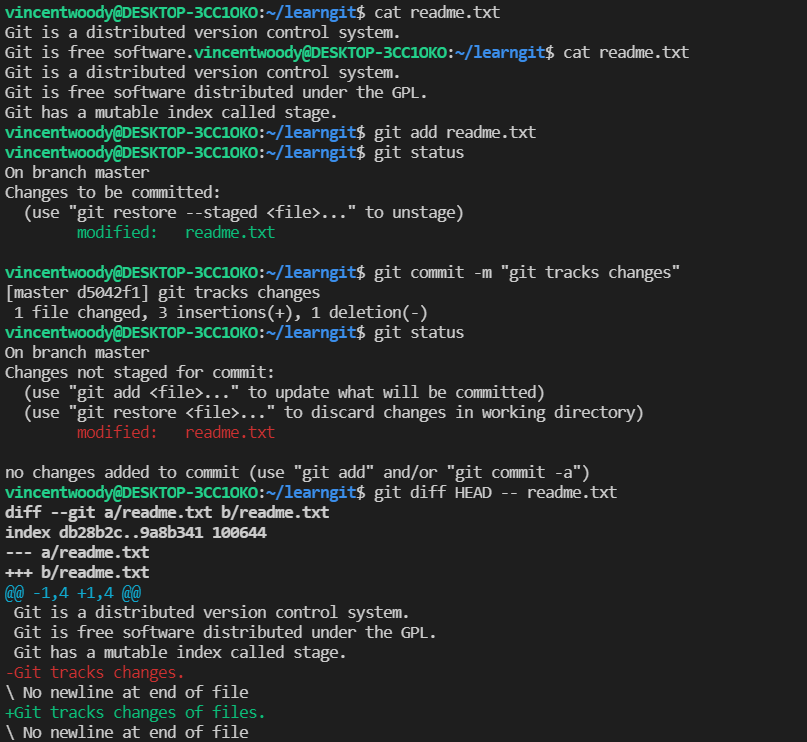 vincentwoody@DESKTOP-3CC1OKO:~/learngit$ cat readme.txt
Git is a distributed version control system.
Git is free software.vincentwoody@DESKTOP-3CC1OKO:~/learngit$ cat readme.txt
Git is a distributed version control system.
Git is free software distributed under the GPL.
Git has a mutable index called stage.
vincentwoody@DESKTOP-3CC1OKO:~/learngit$ git add readme.txt
vincentwoody@DESKTOP-3CC1OKO:~/learngit$ git status
On branch master
Changes to be committed:
  (use "git restore --staged <file>..." to unstage)
        modified:   readme.txt

vincentwoody@DESKTOP-3CC1OKO:~/learngit$ git commit -m "git tracks changes"
[master d5042f1] git tracks changes
 1 file changed, 3 insertions(+), 1 deletion(-)
vincentwoody@DESKTOP-3CC1OKO:~/learngit$ git status
On branch master
Changes not staged for commit:
  (use "git add <file>..." to update what will be committed)
  (use "git restore <file>..." to discard changes in working directory)
        modified:   readme.txt

no changes added to commit (use "git add" and/or "git commit -a")
vincentwoody@DESKTOP-3CC1OKO:~/learngit$ git diff HEAD -- readme.txt
diff --git a/readme.txt b/readme.txt
index db28b2c..9a8b341 100644
--- a/readme.txt
+++ b/readme.txt
@@ -1,4 +1,4 @@
 Git is a distributed version control system.
 Git is free software distributed under the GPL.
 Git has a mutable index called stage.
-Git tracks changes.
\ No newline at end of file
+Git tracks changes of files.
\ No newline at end of file